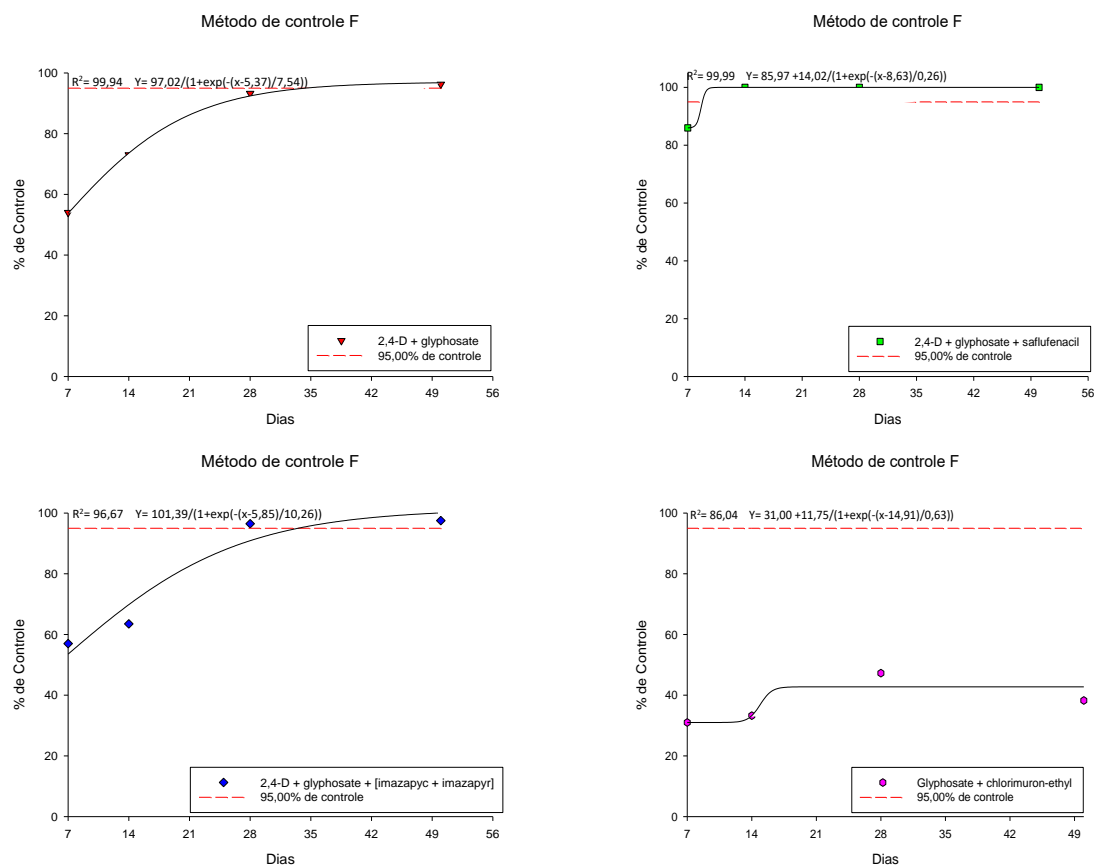 Método de controle F
R²= 99,94 Y= 97,02/(1+exp(-(x-5,37)/7,54))
% de Controle
100
80
60
40
20
0
2,4-D + glyphosate
95,00% de controle
7 14 21 28 35 42 49 56
Dias
Método de controle F
R²= 99,99 Y= 85,97 +14,02/(1+exp(-(x-8,63)/0,26))
% de Controle
100
80
60
40
20
0
2,4-D + glyphosate + saflufenacil
95,00% de controle
7 14 21 28 35 42 49 56
Dias
Método de controle F
R²= 96,67 Y= 101,39/(1+exp(-(x-5,85)/10,26))
% de Controle
100
80
60
40
20
0
2,4-D + glyphosate + [imazapyc + imazapyr]
95,00% de controle
7 14 21 28 35 42 49 56
Dias
Método de controle F
R²= 86,04 Y= 31,00 +11,75/(1+exp(-(x-14,91)/0,63))
% de Controle
100
80
60
40
20
0
Glyphosate + chlorimuron-ethyl
95,00% de controle
7 14 21 28 35 42 49
Dias